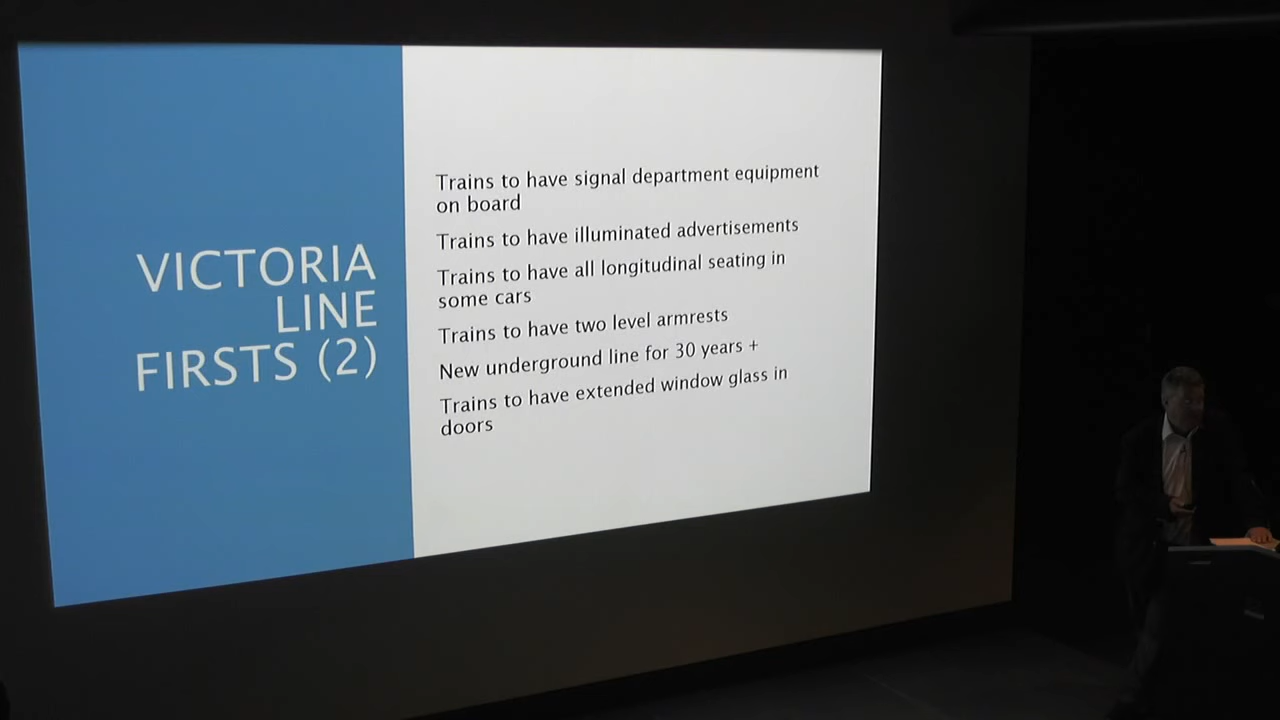 VICTORIA
LINE
FIRSTS (2)
Trains to have signal department equipment
on board
Trains to have illuminated advertisements
Trains to have all longitudinal seating in
some cars
Trains to have two level armrests
New underground line for 30 years +
Trains to have extended window glass in
doors